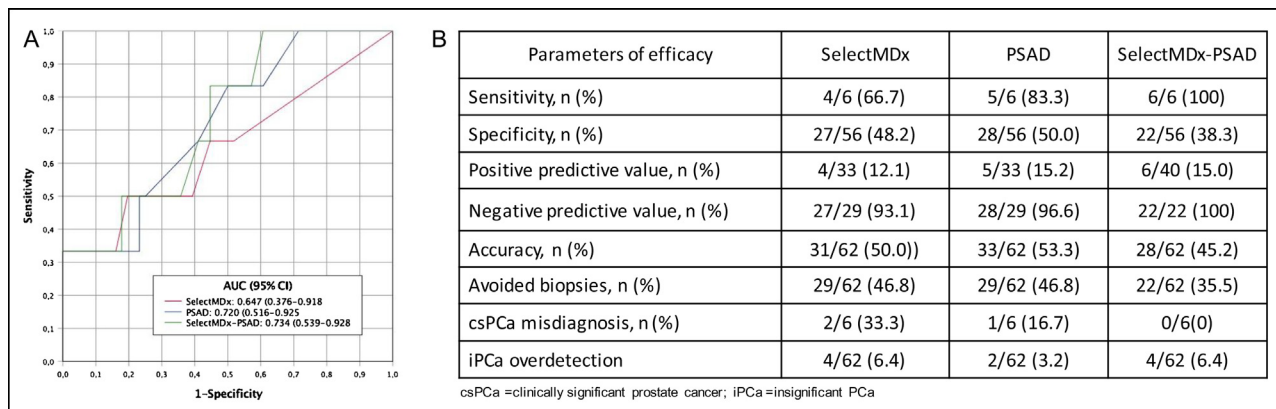 A
1,0
0,9
0,8
0,7
0,6
0,5
0,4
0,3
0,2
0,1
0,0
Sensitivity
AUC (95% CI)
SelectMDx: 0.647 (0.376-0.918
PSAD: 0.720 (0.516-0.925
SelectMDx-PSAD: 0.734 (0.539-0.928
0,0 0,1 0,2 0,3 0,4 0,5 0,6 0,7 0,8 0,9 1,0
1-Specificity
B
Parameters of efficacy SelectMDx PSAD SelectMDx-PSAD
Sensitivity, n (%) 4/6 (66.7) 5/6 (83.3) 6/6 (100)
Specificity, n (%) 27/56 (48.2) 28/56 (50.0) 22/56 (38.3)
Positive predictive value, n (%) 4/33 (12.1) 5/33 (15.2) 6/40 (15.0)
Negative predictive value, n (%) 27/29 (93.1) 28/29 (96.6) 22/22 (100)
Accuracy, n (%) 31/62 (50.0)) 33/62 (53.3) 28/62 (45.2)
Avoided biopsies, n (%) 29/62 (46.8) 29/62 (46.8) 22/62 (35.5)
csPCa misdiagnosis, n (%) 2/6 (33.3) 1/6 (16.7) 0/6(0)
iPCa overdetection 4/62 (6.4) 2/62 (3.2) 4/62 (6.4)
csPCa =clinically significant prostate cancer; iPCa =insignificant PCa